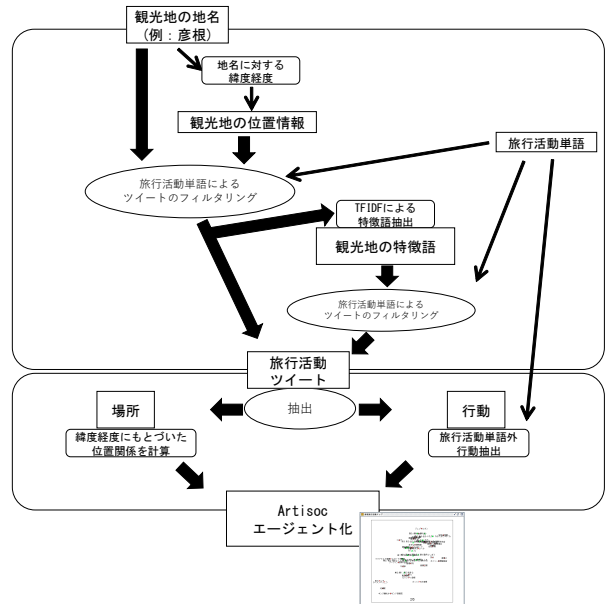 観光地の地名
(例：彦根)
地名に対する
緯度経度
観光地の位置情報
旅行活動単語
旅行活動単語による
ツイートのフィルタリング
TFIDFによる
特徴語抽出
観光地の特徴語
旅行活動単語による
ツイートのフィルタリング
旅行活動
ツイート
場所
抽出
行動
緯度経度にもとづいた
位置関係を計算
旅行活動単語外
行動抽出
Artisoc
エージェント化